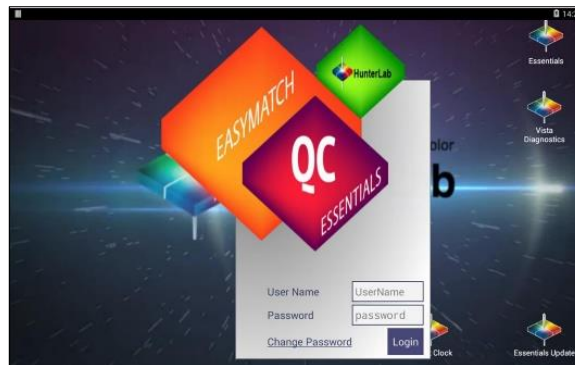 14:
Essentials
HunterLab
EASYMATCH
QC
ESSENTIALS
Vista
Diagnostics
olor
b
User Name
UserName
Password
password
Change Password
Login
Clock
Essentials Update